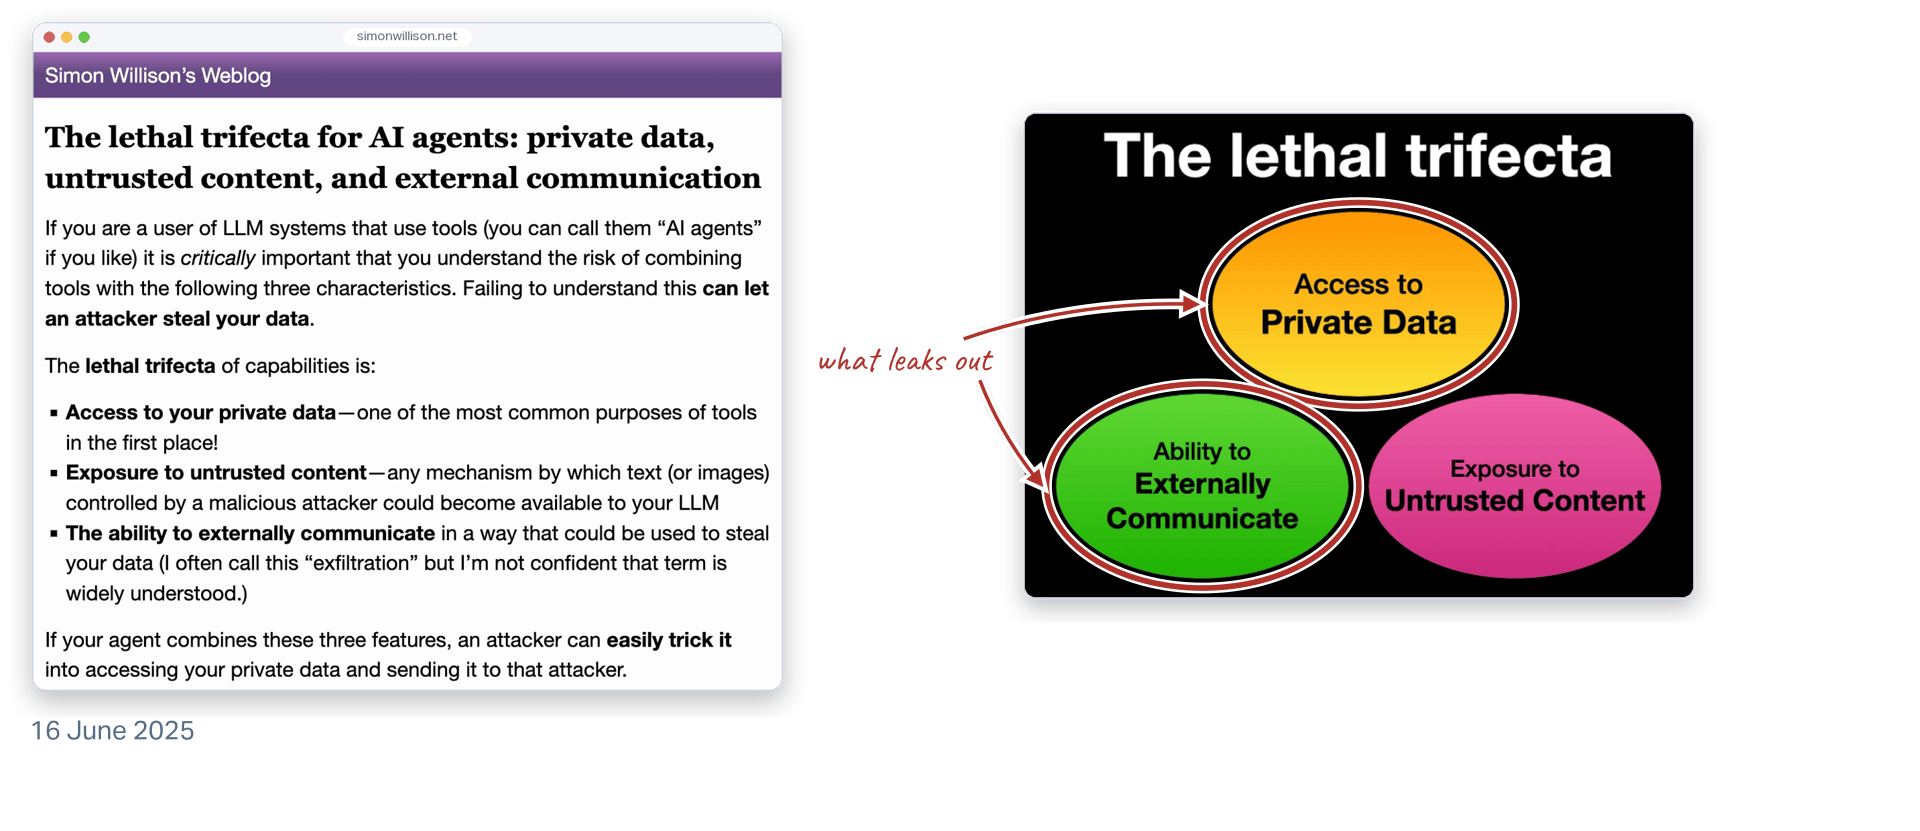 simonwillison.net
Simon Willison’s Weblog
The lethal trifecta for AI agents: private data,
untrusted content, and external communication
If you are a user of LLM systems that use tools (you can call them “AI agents”
if you like) it is critically important that you understand the risk of combining
tools with the following three characteristics. Failing to understand this can let
an attacker steal your data.
The lethal trifecta of capabilities is:
▪ Access to your private data—one of the most common purposes of tools
in the first place!
▪ Exposure to untrusted content—any mechanism by which text (or images)
controlled by a malicious attacker could become available to your LLM
▪ The ability to externally communicate in a way that could be used to steal
your data (I often call this “exfiltration” but I’m not confident that term is
widely understood.)
If your agent combines these three features, an attacker can easily trick it
into accessing your private data and sending it to that attacker.
16 June 2025
what leaks out
The lethal trifecta
Access to
Private Data
Ability to
Externally
Communicate
Exposure to
Untrusted Content